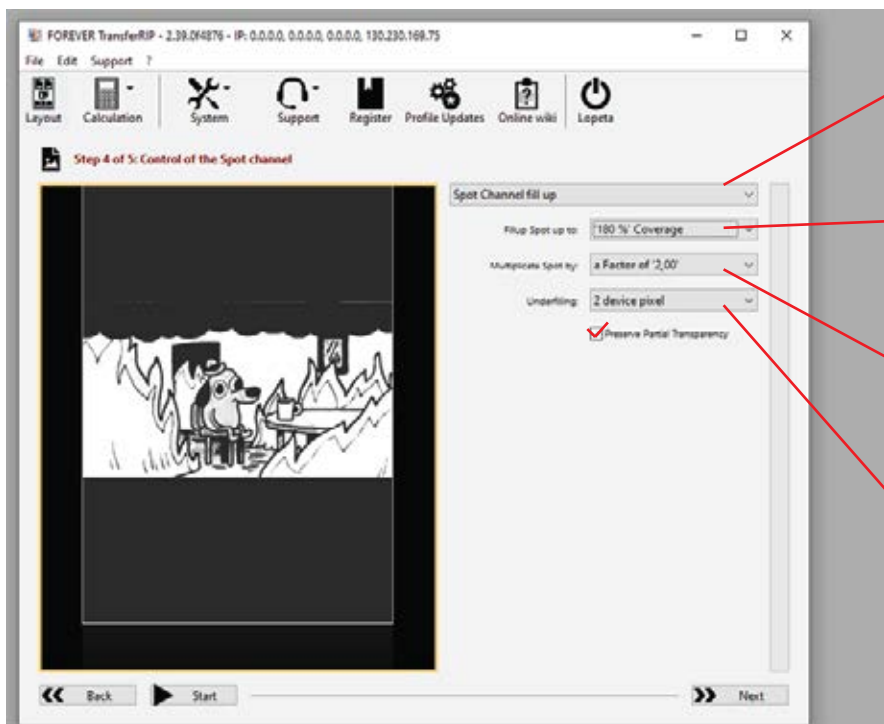 FOREVER TransferRIP - 2.39.0f4876 - IP: 0.0.0.0, 0.0.0.0, 0.0.0.0, 130.230.169.75
File Edit Support ?
Layout Calculation System Support Register Profile Updates Online wiki Lopeta
Step 4 of 5: Control of the Spot channel
Spot Channel fill up
Fillup Spot up to: '180 %' Coverage
Multiplicate Spot by: a Factor of '2,00'
Underfilling: 2 device pixel
Preserve Partial Transparency
Back Start Next